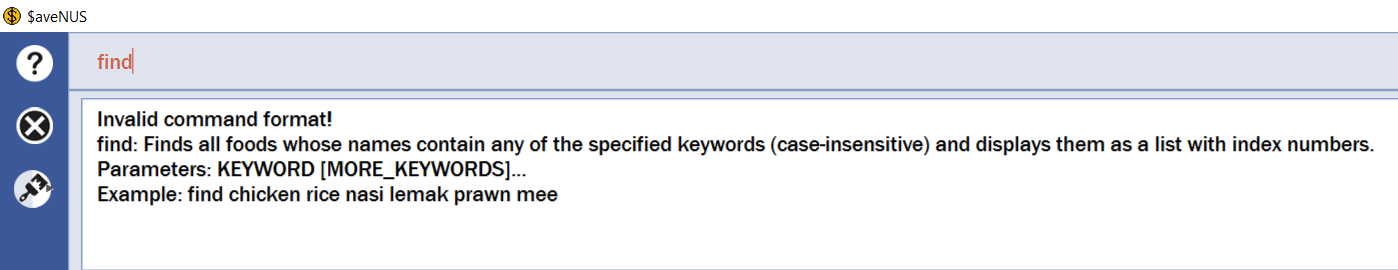 $aveNUS
?
find
Invalid command format!
find: Finds all foods whose names contain any of the specified keywords (case-insensitive) and displays them as a list with index numbers.
Parameters: KEYWORD [MORE_KEYWORDS]...
Example: find chicken rice nasi lemak prawn mee